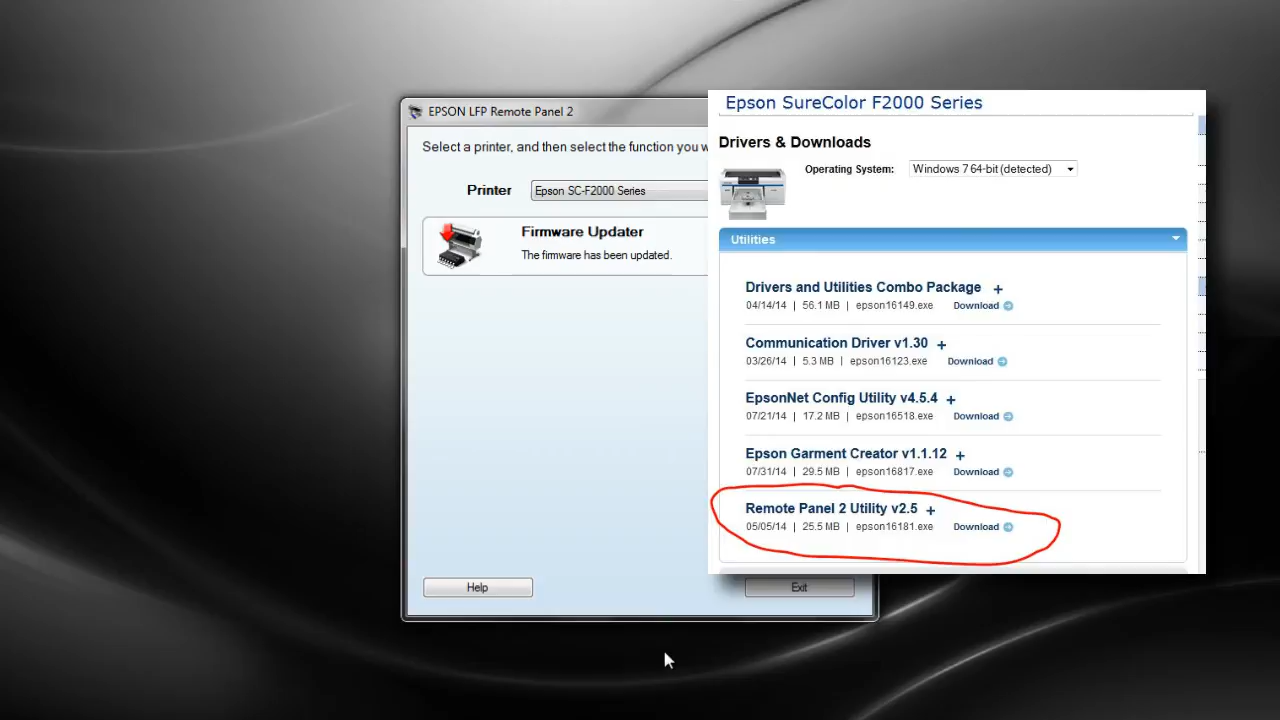 EPSON LFP Remote Panel 2
Select a printer, and then select the function you w
Printer
Epson SC-F2000 Series
Firmware Updater
The firmware has been updated.
Help
Exit
Epson SureColor F2000 Series
Drivers & Downloads
Operating System: Windows 7 64-bit (detected)
Utilities
Drivers and Utilities Combo Package +
04/14/14 | 56.1 MB | epson16149.exe Download
Communication Driver v1.30 +
03/26/14 | 5.3 MB | epson16123.exe Download
EpsonNet Config Utility v4.5.4 +
07/21/14 | 17.2 MB | epson16518.exe Download
Epson Garment Creator v1.1.12 +
07/31/14 | 29.5 MB | epson16817.exe Download
Remote Panel 2 Utility v2.5 +
05/05/14 | 25.5 MB | epson16181.exe Download